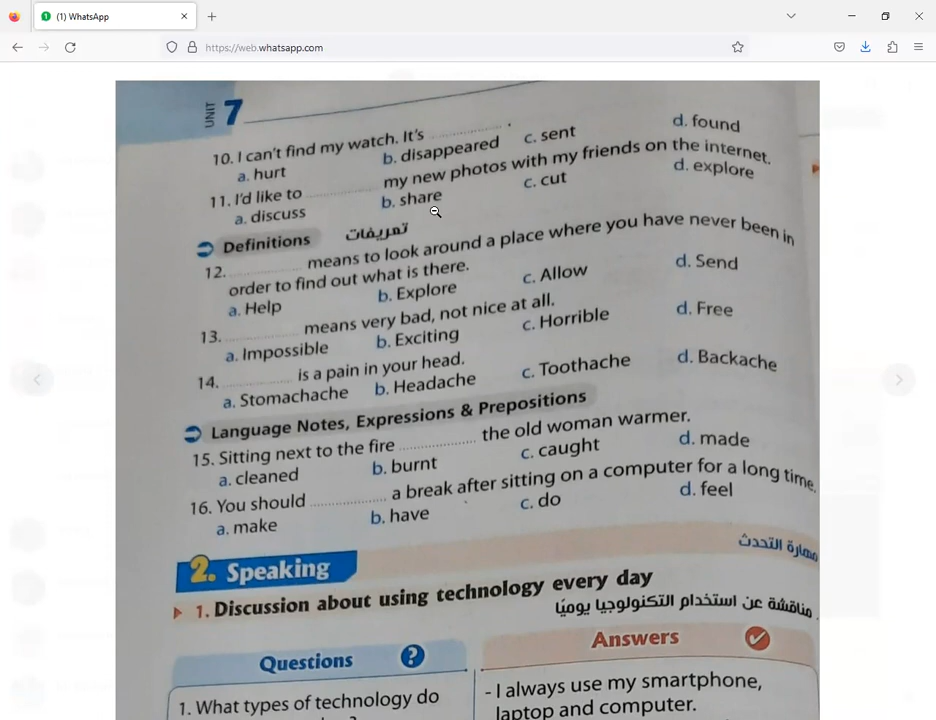 (1) WhatsApp
https://web.whatsapp.com
UNIT 7
10. I can't find my watch. It's .................. .
a. hurt b. disappeared c. sent d. found
11. I'd like to .................. my new photos with my friends on the internet.
a. discuss b. share c. cut d. explore
Definitions تعريفات
12. .................. means to look around a place where you have never been in
order to find out what is there.
a. Help b. Explore c. Allow d. Send
13. .................. means very bad, not nice at all.
a. Impossible b. Exciting c. Horrible d. Free
14. .................. is a pain in your head.
a. Stomachache b. Headache c. Toothache d. Backache
Language Notes, Expressions & Prepositions
15. Sitting next to the fire .................. the old woman warmer.
a. cleaned b. burnt c. caught d. made
16. You should .................. a break after sitting on a computer for a long time.
a. make b. have c. do d. feel
2. Speaking مهارة التحدث
1. Discussion about using technology every day
مناقشة عن استخدام التكنولوجيا يوميًا.
Questions ?
Answers
1. What types of technology do
- I always use my smartphone,
laptop and computer.